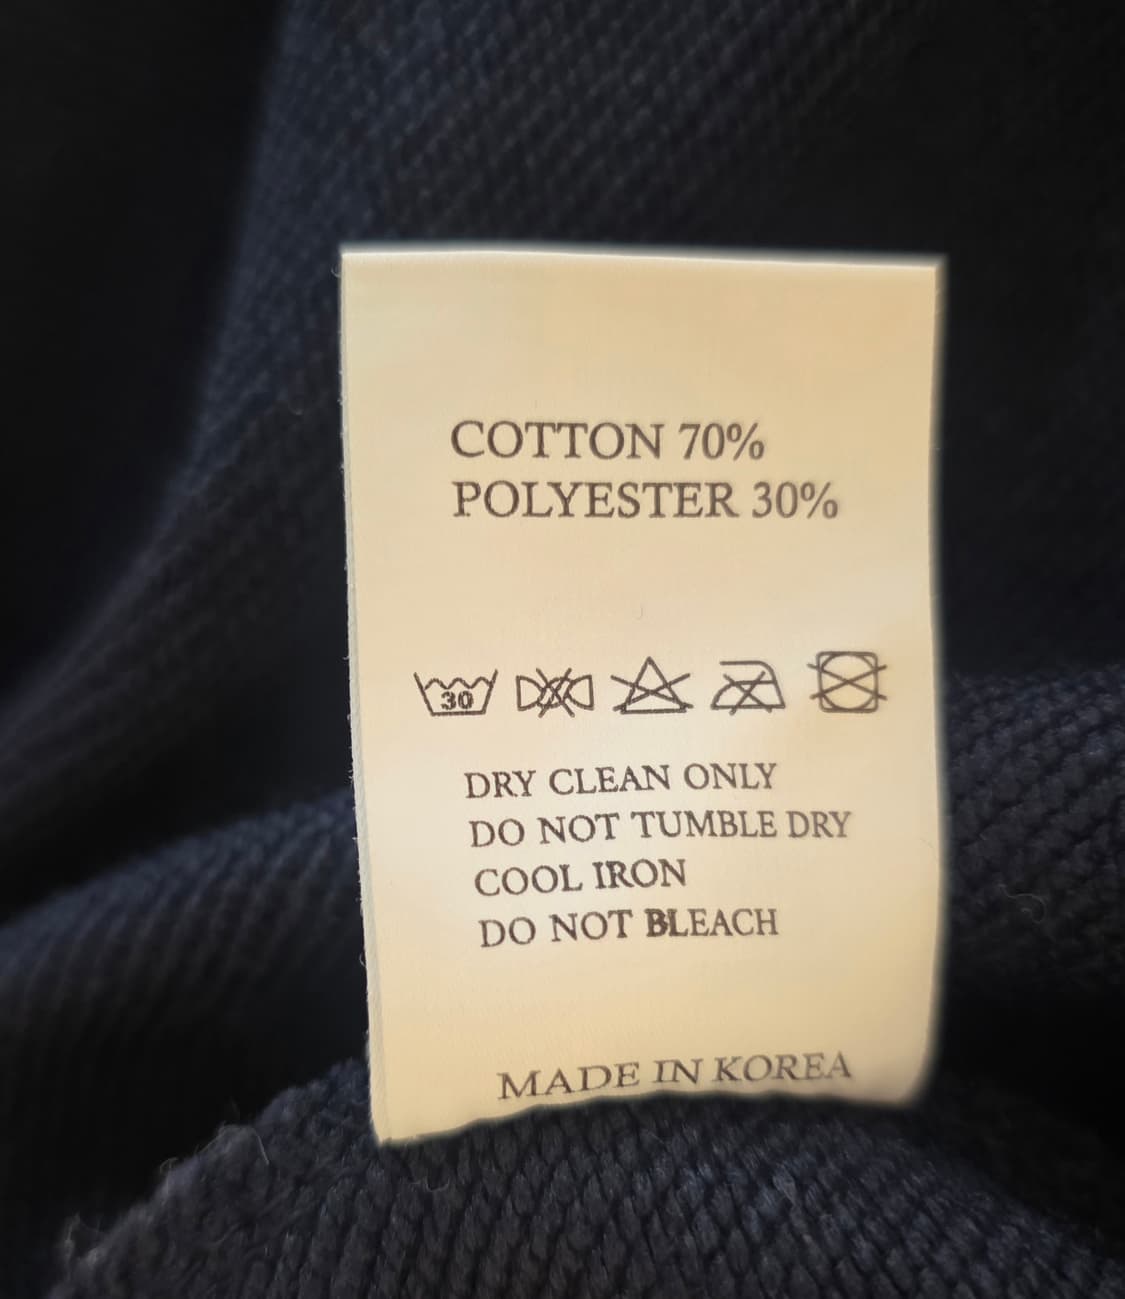 COTTON 70%
POLYESTER 30%
30
DRY CLEAN ONLY
DO NOT TUMBLE DRY
COOL IRON
DO NOT BLEACH
MADE IN KOREA